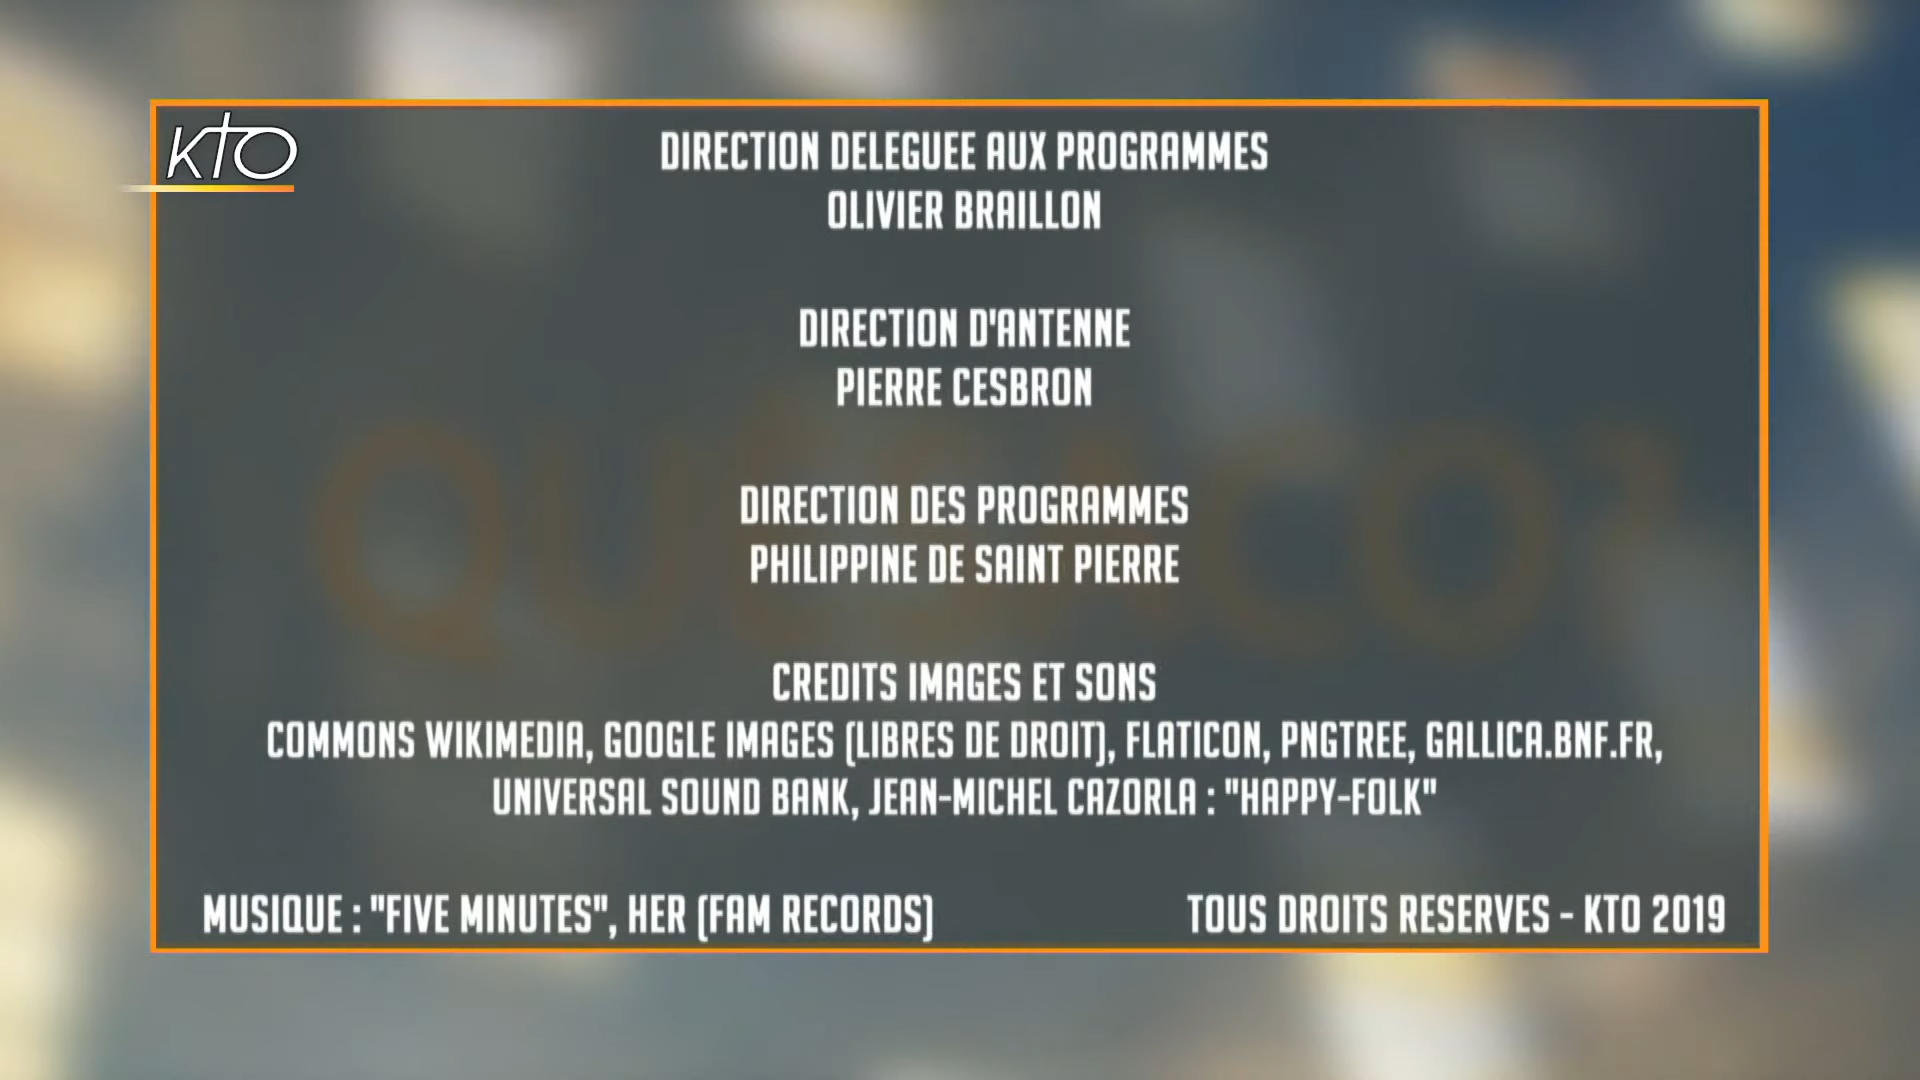 KTO
DIRECTION DELEGUEE AUX PROGRAMMES
OLIVIER BRAILLON
DIRECTION D'ANTENNE
PIERRE CESBRON
DIRECTION DES PROGRAMMES
PHILIPPINE DE SAINT PIERRE
QUÉSACO?
CREDITS IMAGES ET SONS
COMMONS WIKIMEDIA, GOOGLE IMAGES (LIBRES DE DROIT), FLATICON, PNGTREE, GALLICA.BNF.FR,
UNIVERSAL SOUND BANK, JEAN-MICHEL CAZORLA : "HAPPY-FOLK"
MUSIQUE : "FIVE MINUTES", HER (FAM RECORDS)
TOUS DROITS RESERVES - KTO 2019